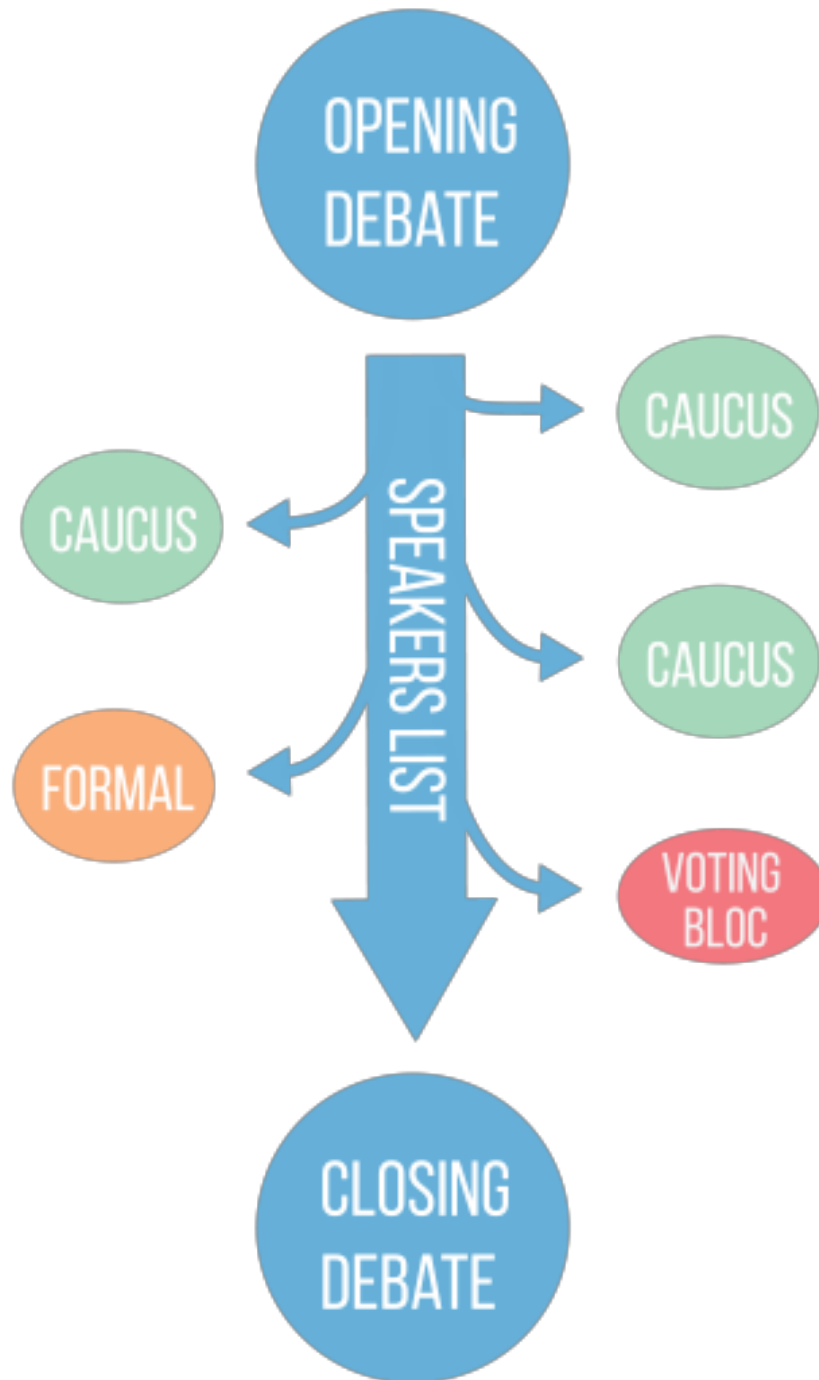 OPENING
DEBATE
CAUCUS
CAUCUS
SPEAKERS LIST
CAUCUS
FORMAL
VOTING
BLOC
CLOSING
DEBATE